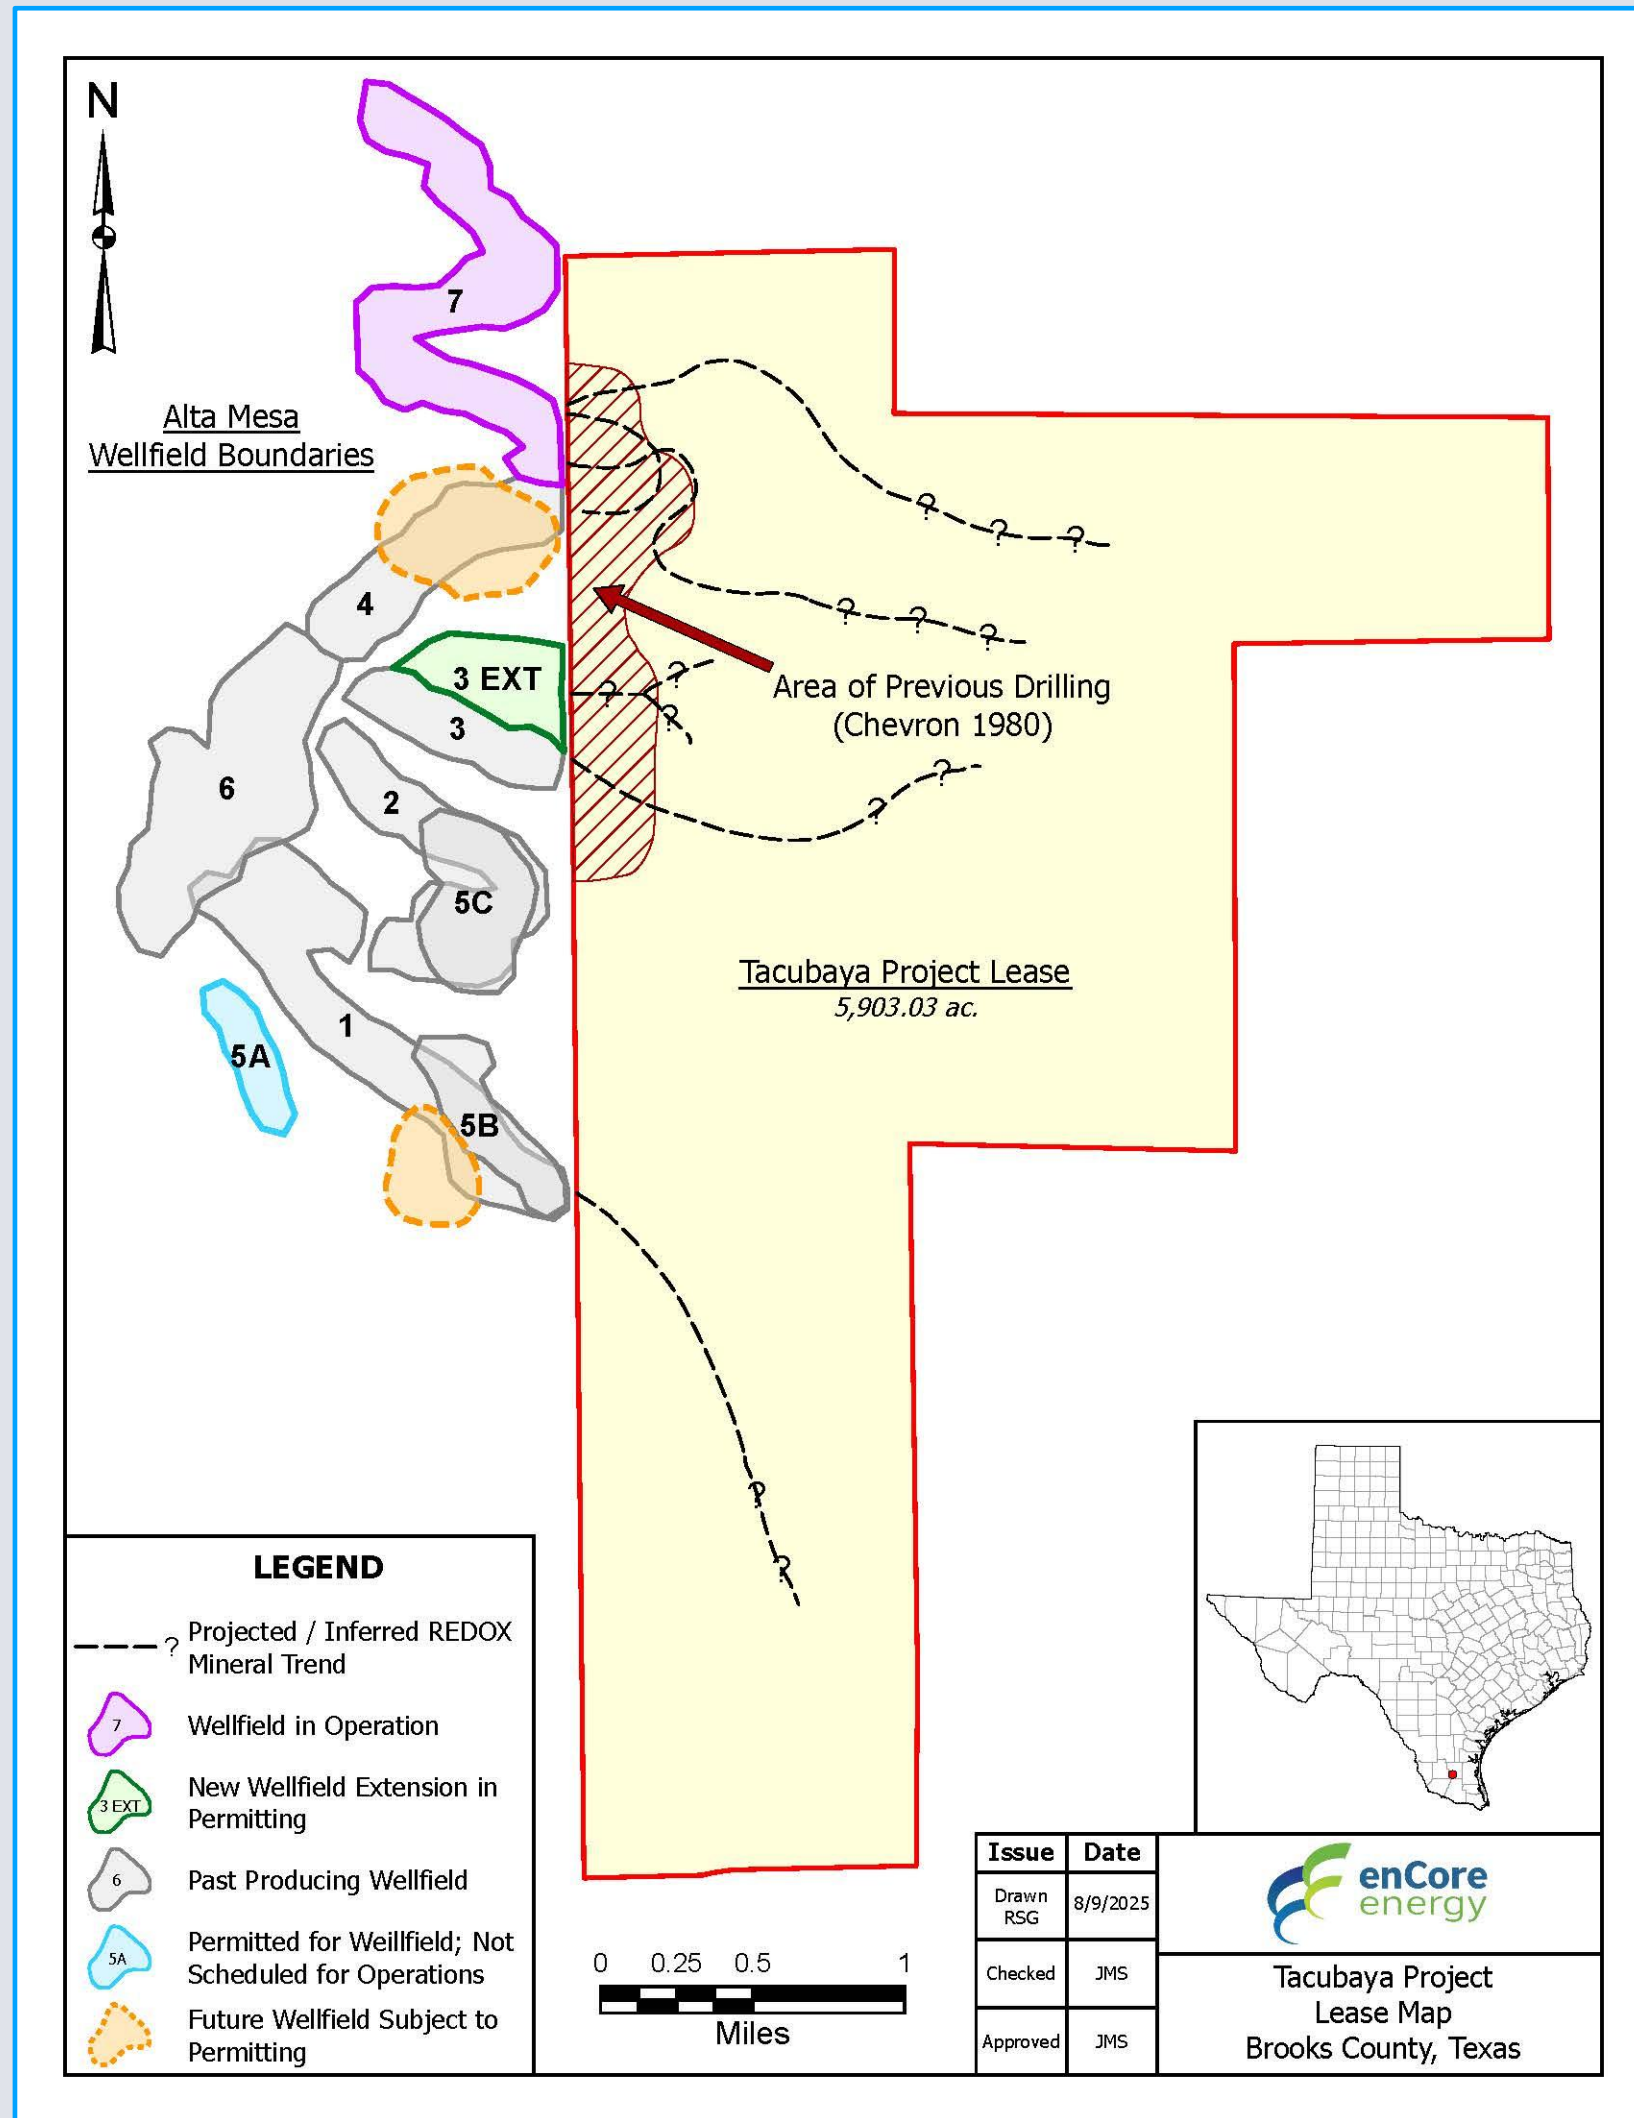 N
7
Alta Mesa
Wellfield Boundaries
4
3 EXT
3
6
2
5C
1
5A
5B
?
?
?
?
?
?
?
?
?
?
?
?
?
Area of Previous Drilling
(Chevron 1980)
Tacubaya Project Lease
5,903.03 ac.
LEGEND
? Projected / Inferred REDOX
Mineral Trend
7 Wellfield in Operation
3 EXT New Wellfield Extension in
Permitting
6 Past Producing Wellfield
5A Permitted for Weillfield; Not
Scheduled for Operations
Future Wellfield Subject to
Permitting
0 0.25 0.5 1
Miles
Issue Date
Drawn
RSG 8/9/2025
Checked JMS
Approved JMS
enCore
energy
Tacubaya Project
Lease Map
Brooks County, Texas